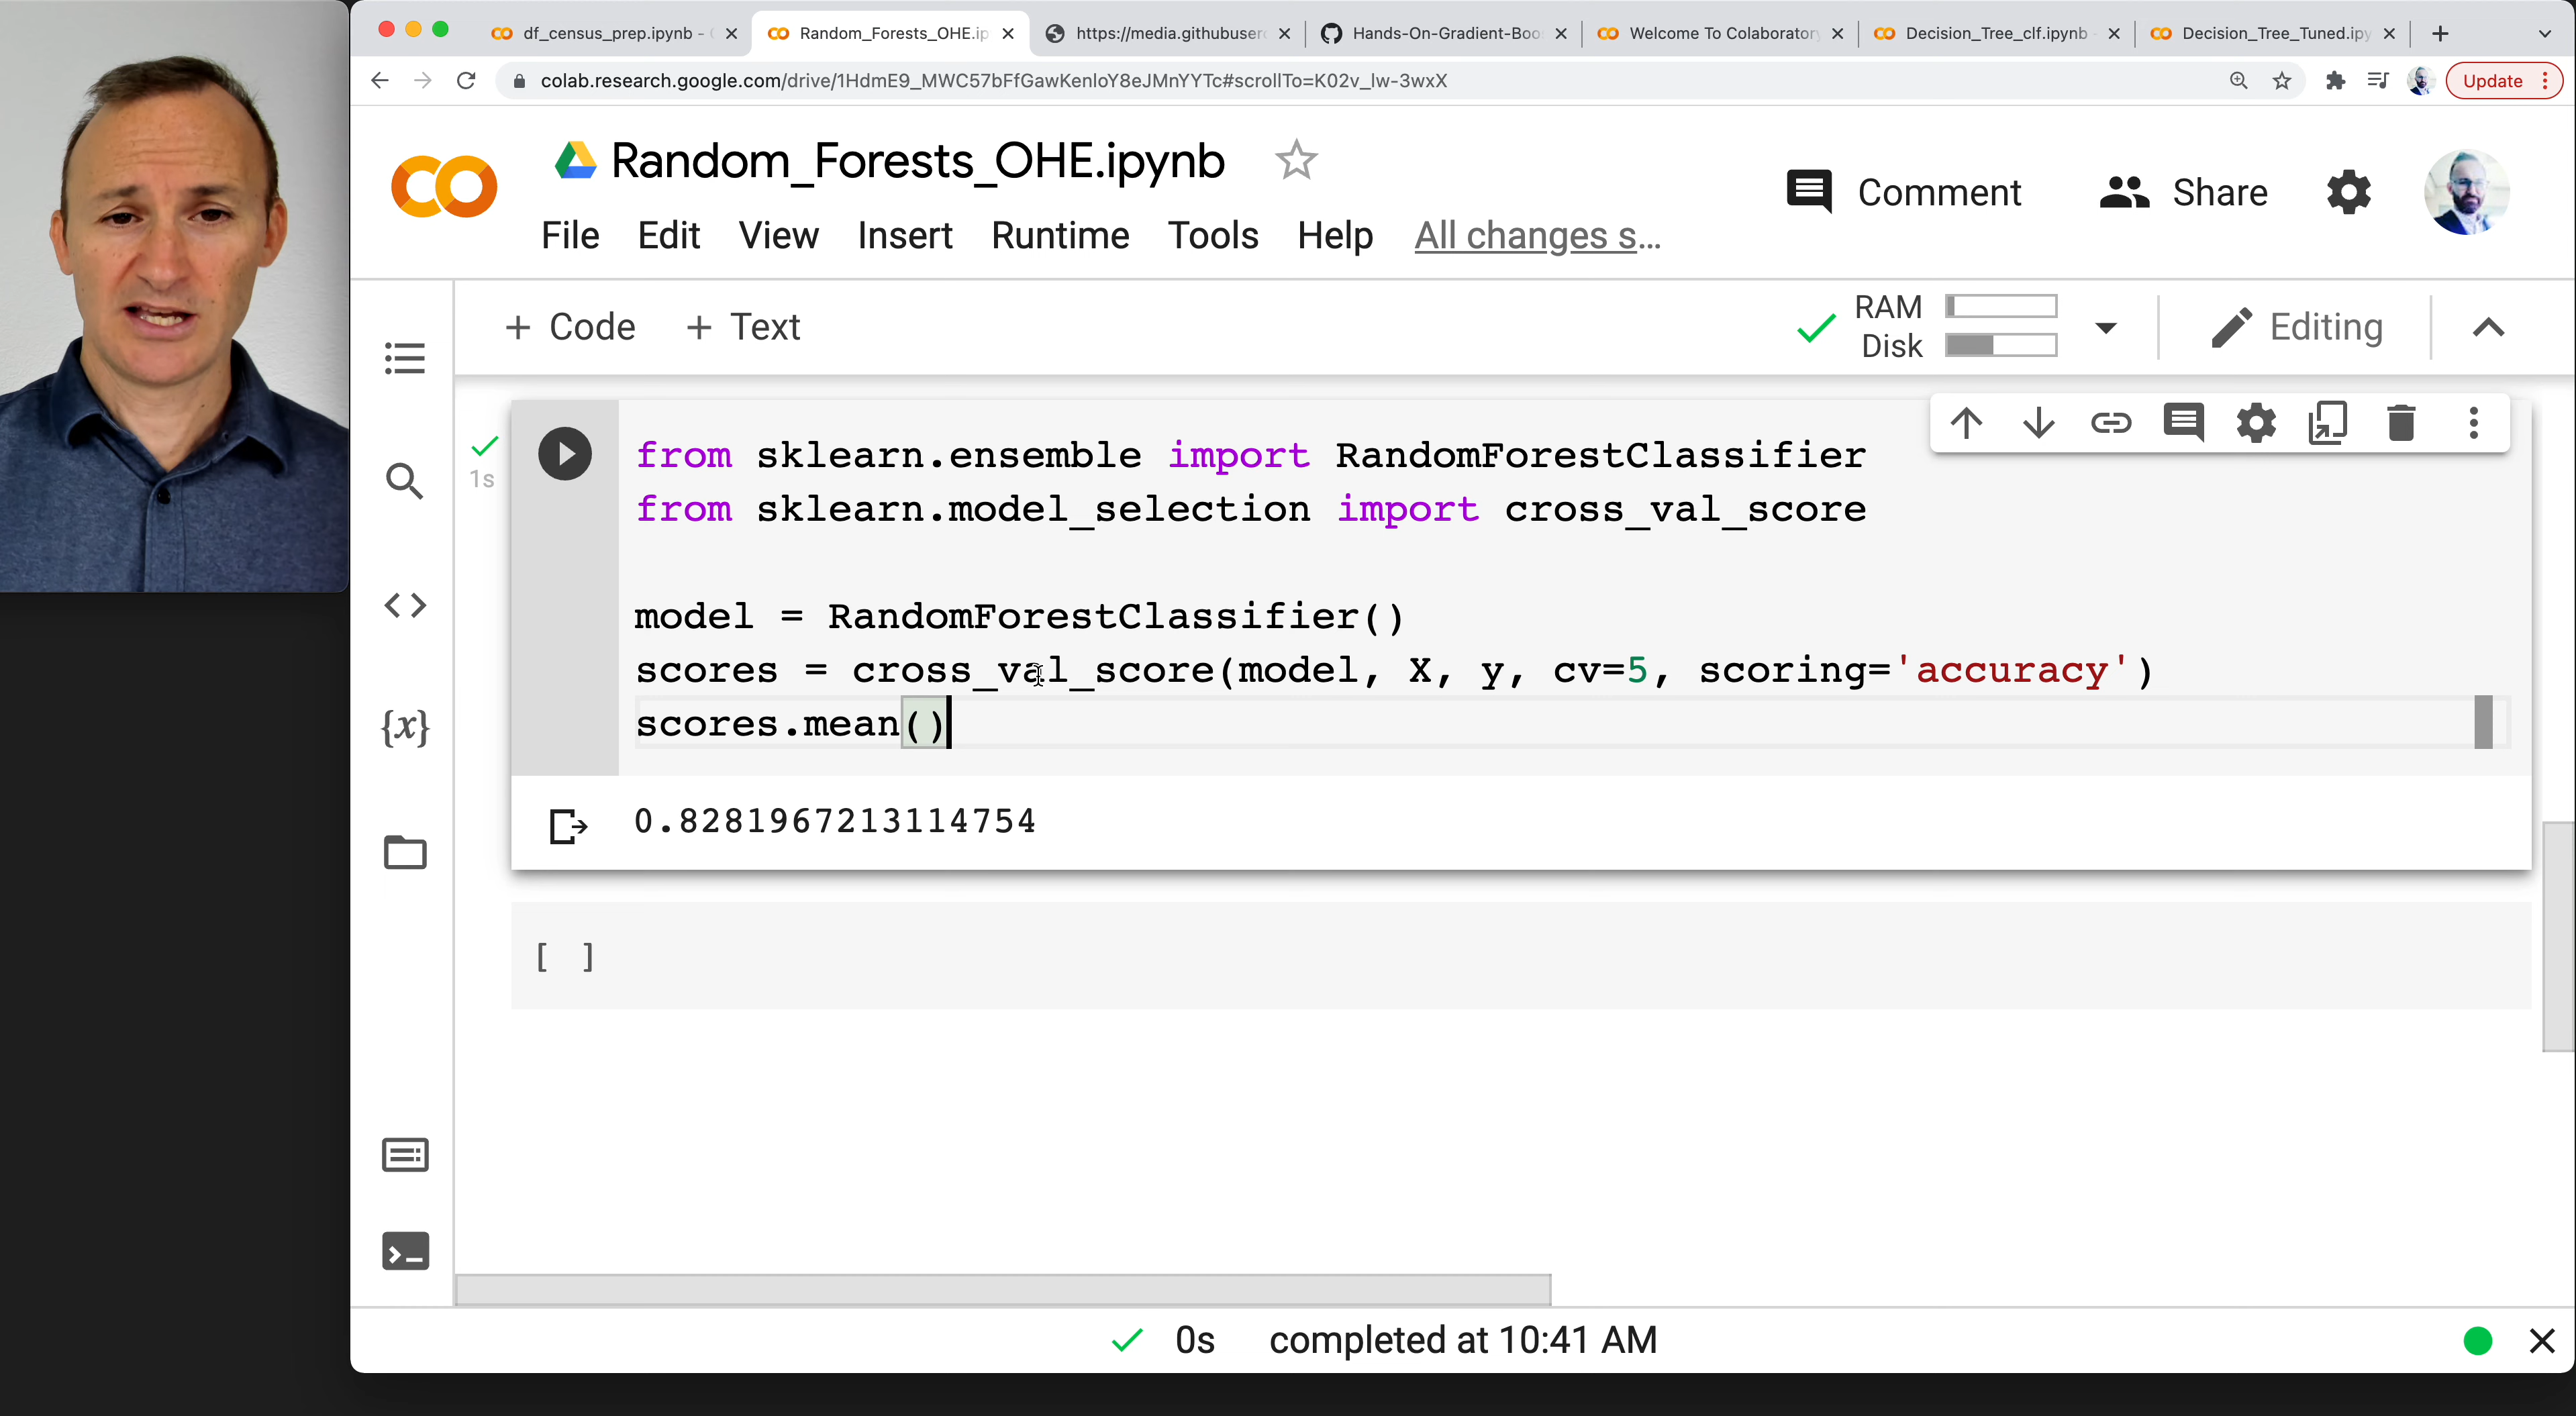 df_census_prep.ipynb -
Random_Forests_OHE.ip
https://media.githubuserc
Hands-On-Gradient-Boo
Welcome To Colaboratory
Decision_Tree_clf.ipynb -
Decision_Tree_Tuned.ipy
colab.research.google.com/drive/1HdmE9_MWC57bFfGawKenloY8eJMnYYTc#scrollTo=K02v_lw-3wxX
Update
Random_Forests_OHE.ipynb
Comment
Share
File Edit View Insert Runtime Tools Help All changes s...
+ Code + Text
RAM
Disk
Editing
1s
from sklearn.ensemble import RandomForestClassifier
from sklearn.model_selection import cross_val_score
model = RandomForestClassifier()
scores = cross_val_score(model, X, y, cv=5, scoring='accuracy')
scores.mean()
0.8281967213114754
[ ]
{x}
0s completed at 10:41 AM